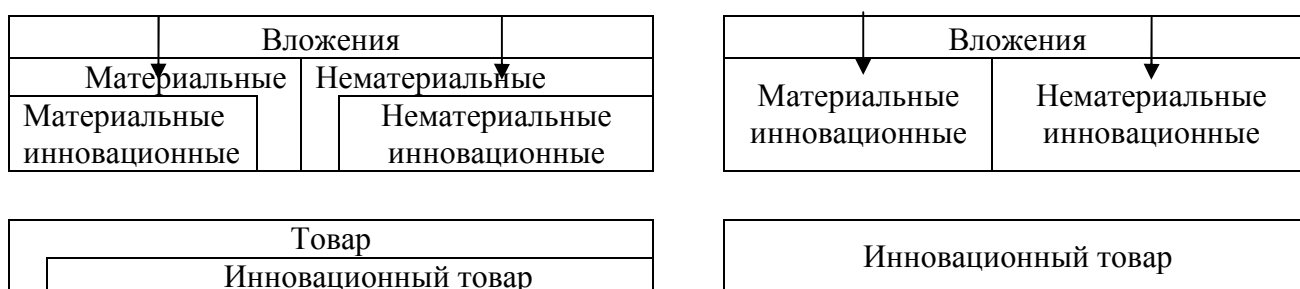 Вложения
Материальные Нематериальные
Материальные инновационные
Нематериальные инновационные
Товар
Инновационный товар
Вложения
Материальные
инновационные
Нематериальные
инновационные
Инновационный товар